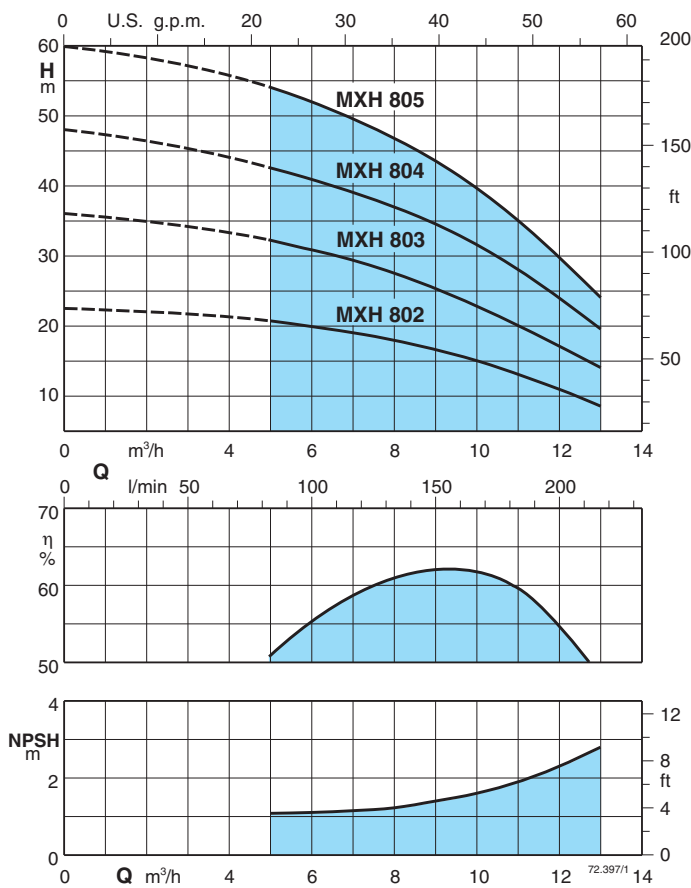 0 U.S. g.p.m. 20 30 40 50 60
60 200
H
m
50 MXH 805
150
MXH 804
40
ft
MXH 803
30 100
MXH 802
20
50
10
0 m³/h 4 6 8 10 12 14
Q
0 l/min 50 100 150 200
70
η
%
60
50
4 12
NPSH
m
8
2 ft
4
0 0
72.397/1
0 Q m³/h 4 6 8 10 12 14